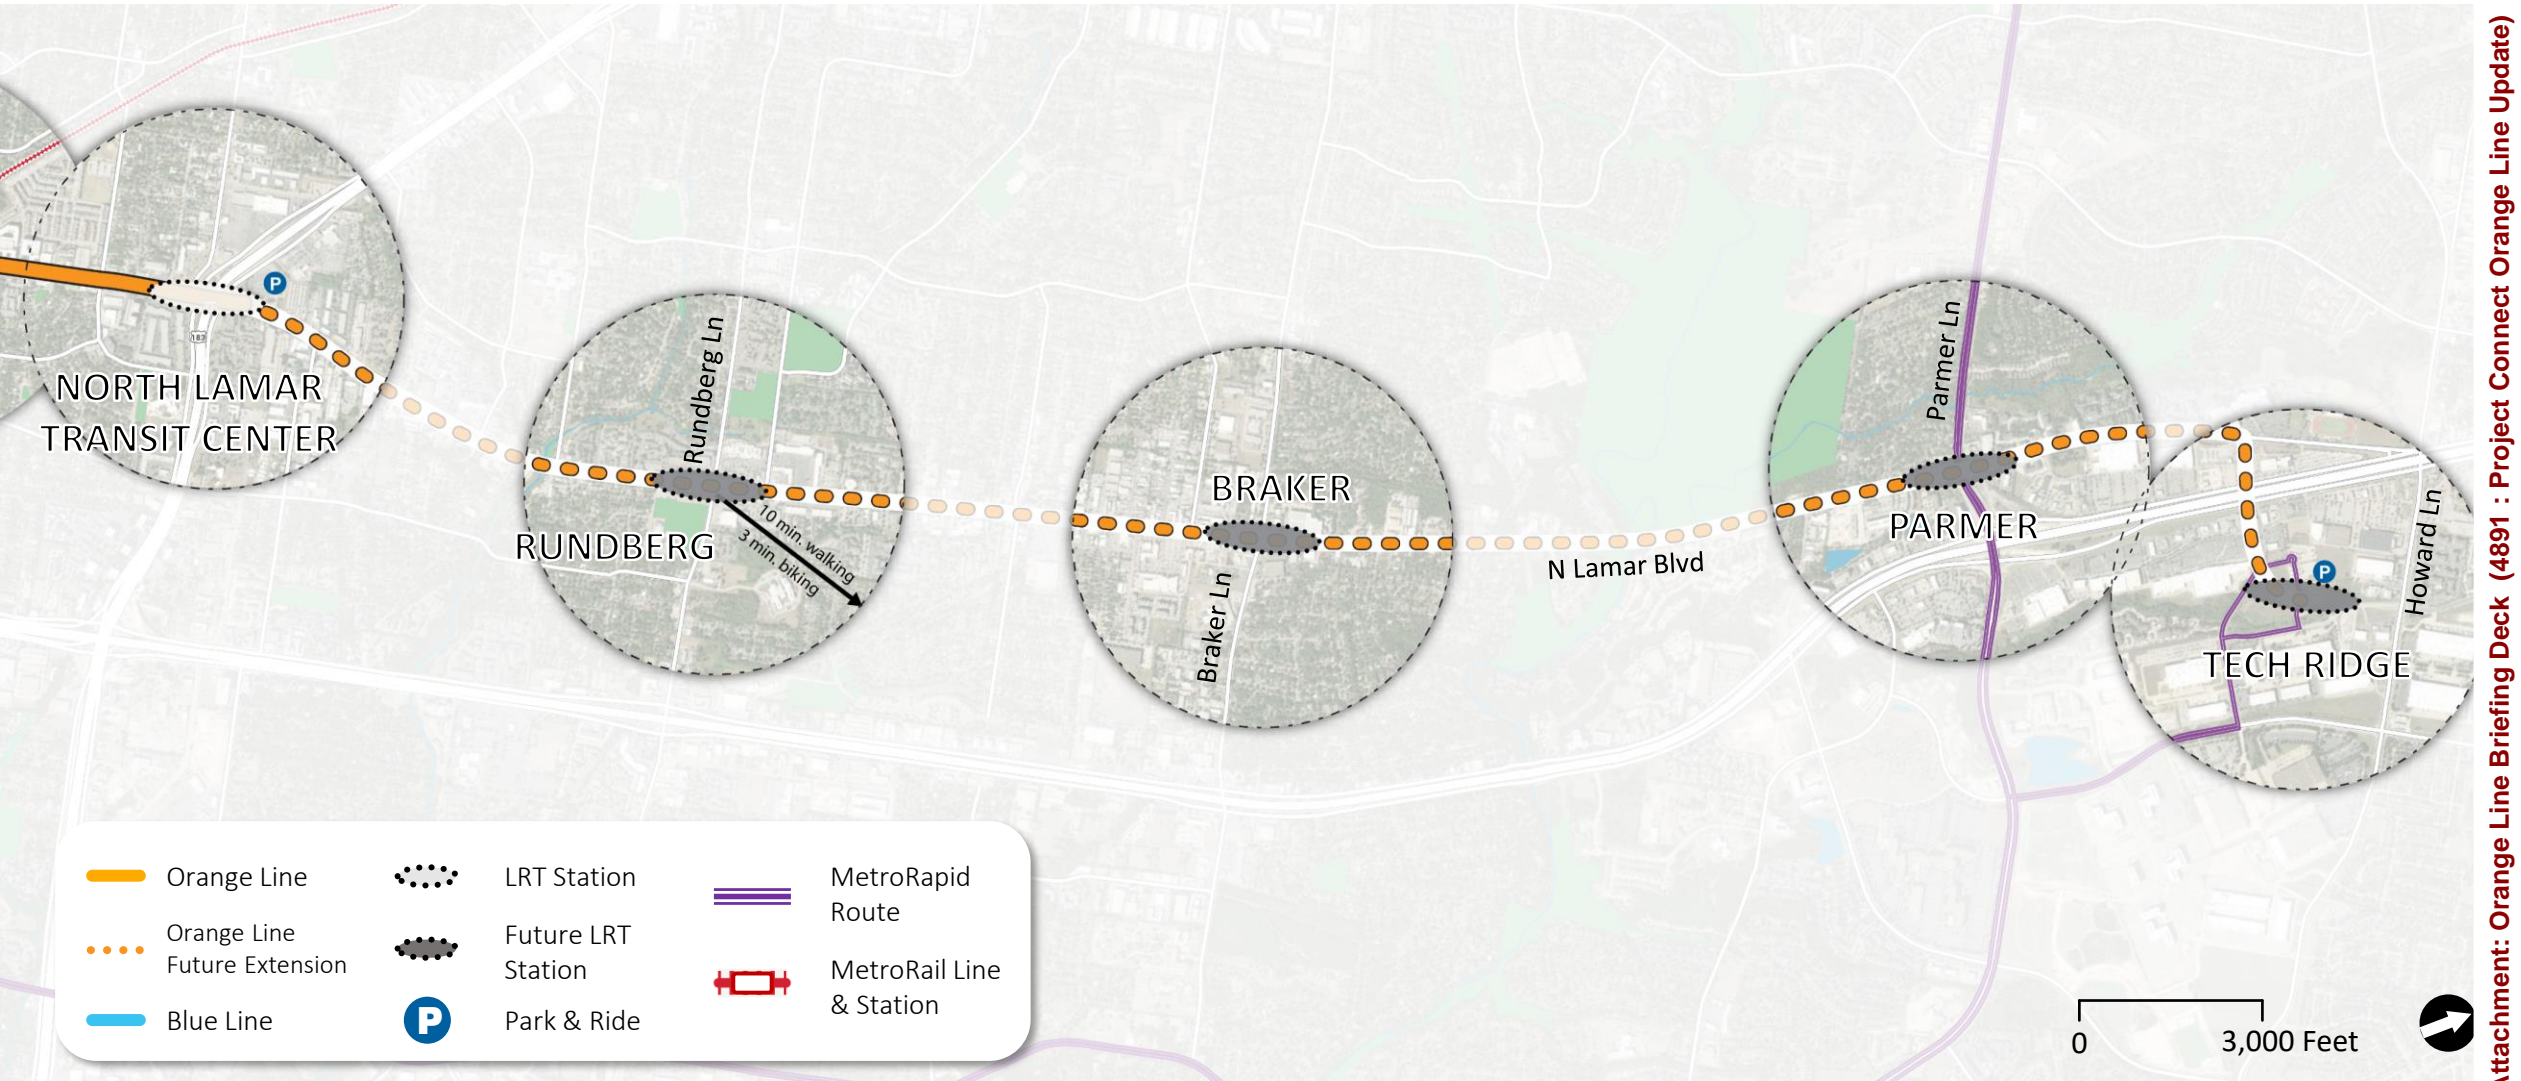 P
183
NORTH LAMAR
TRANSIT CENTER
Rundberg Ln
RUNDBERG
10 min. walking
3 min. biking
BRAKER
Braker Ln
N Lamar Blvd
Parmer Ln
PARMER
Howard Ln
P
TECH RIDGE
Orange Line
Orange Line
Future Extension
Blue Line
LRT Station
Future LRT
Station
P
Park & Ride
MetroRapid
Route
MetroRail Line
& Station
0
3,000 Feet
Attachment: Orange Line Briefing Deck (4891 : Project Connect Orange Line Update)